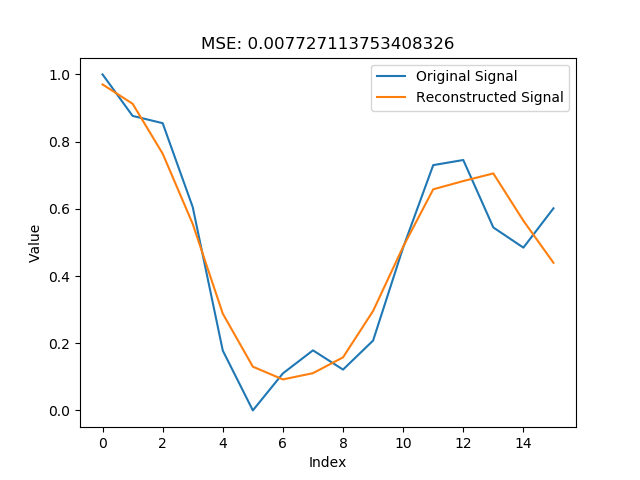 MSE: 0.007727113753408326
Original Signal
Reconstructed Signal
1.0
0.8
0.6
0.4
0.2
0.0
Value
0 2 4 6 8 10 12 14
Index